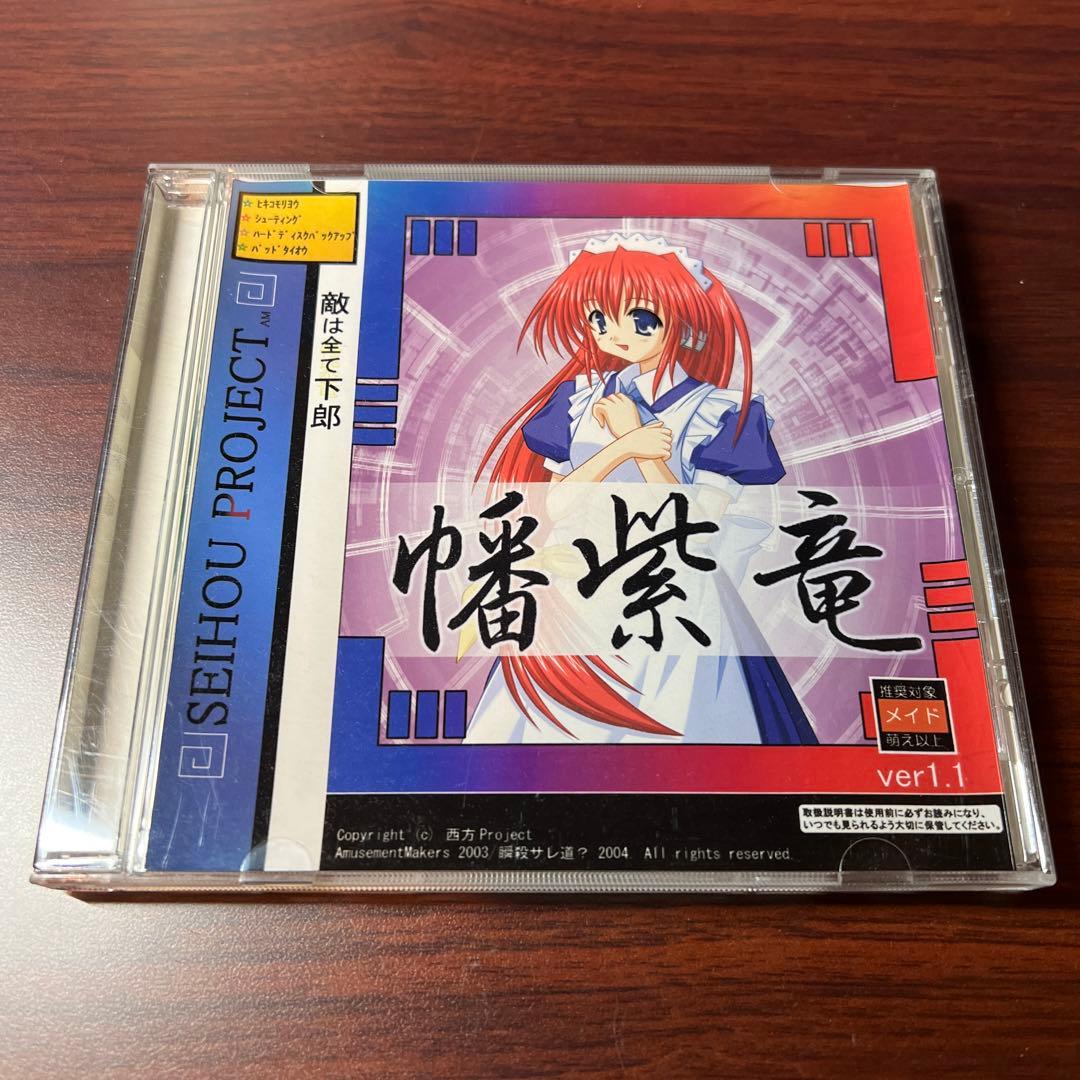 ☆ ヒキコモリヨウ
☆ シューティング
☆ ハードディスクバックアップ
☆ パッドタイオウ
SEIHOU PROJECT AM
敵は全て下郎
幡紫竜
推奨対象
メイド
萌え以上
ver1.1
取扱説明書は使用前に必ずお読みになり、
いつでも見られるよう大切に保管してください。
Copyright (c) 西方Project
AmusementMakers 2003/瞬殺サレ道？ 2004. All rights reserved.